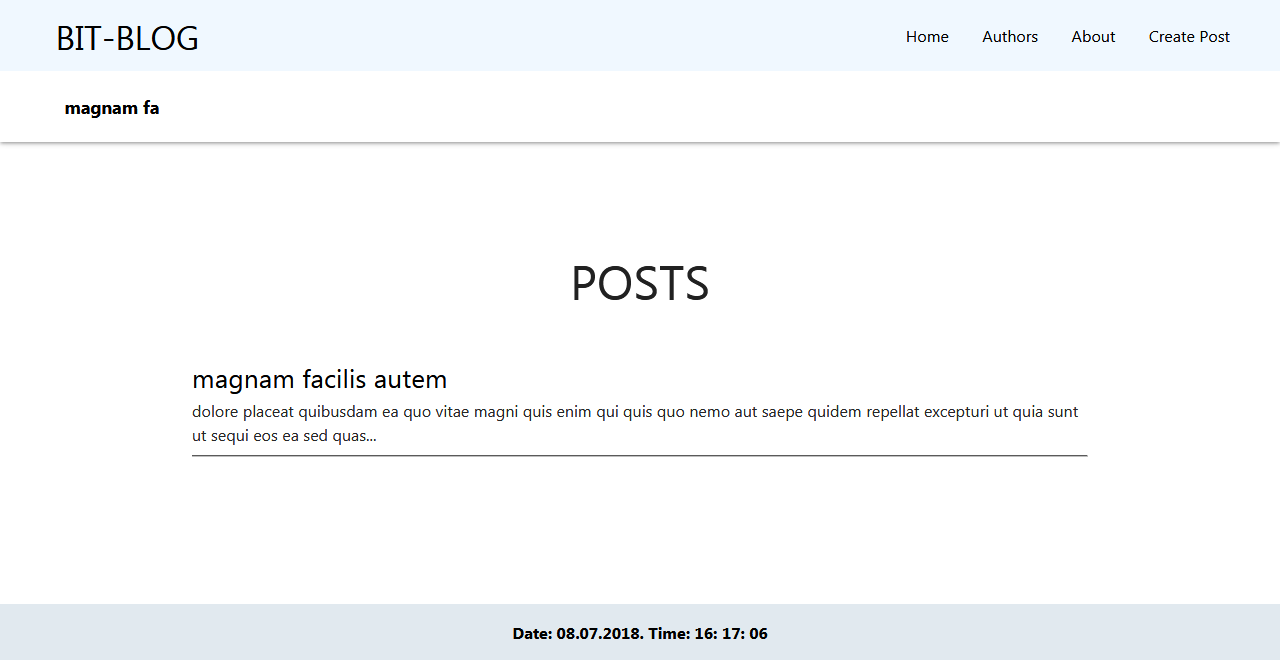 BIT-BLOG
Home Authors About Create Post
magnam fa
POSTS
magnam facilis autem
dolore placeat quibusdam ea quo vitae magni quis enim qui quis quo nemo aut saepe quidem repellat excepturi ut quia sunt
ut sequi eos ea sed quas...
Date: 08.07.2018. Time: 16: 17: 06